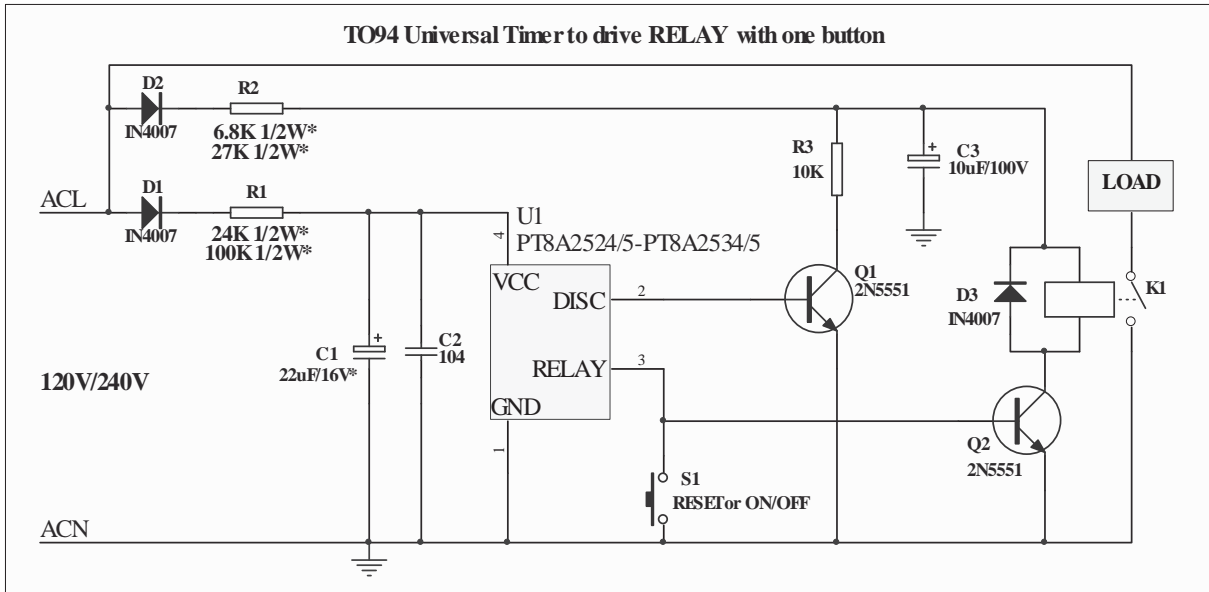 TO94 Universal Timer to drive RELAY with one button
D2
R2
IN4007
6.8K 1/2W*
27K 1/2W*
R3
10K
+
C3
10uF/100V
LOAD
ACL
D1
R1
IN4007
24K 1/2W*
100K 1/2W*
U1
4
PT8A2524/5-PT8A2534/5
VCC
DISC
2
Q1
2N5551
D3
IN4007
K1
+
C1
22uF/16V*
C2
104
RELAY
3
120V/240V
GND
1
Q2
2N5551
S1
RESET or ON/OFF
ACN